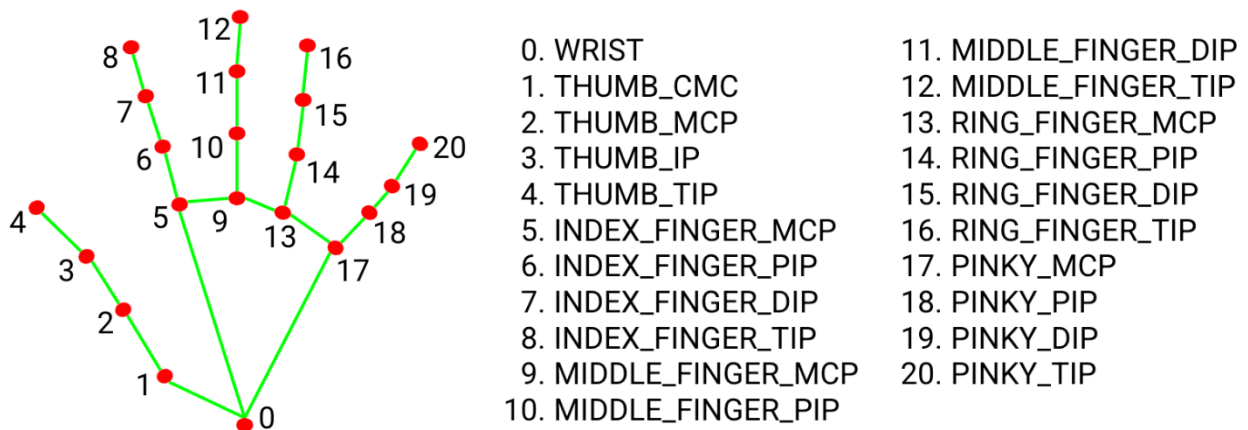 12
8
16
11
7
15
10
6
20
14
19
4
5
9
13
18
3
17
2
1
0
0. WRIST
1. THUMB_CMC
2. THUMB_MCP
3. THUMB_IP
4. THUMB_TIP
5. INDEX_FINGER_MCP
6. INDEX_FINGER_PIP
7. INDEX_FINGER_DIP
8. INDEX_FINGER_TIP
9. MIDDLE_FINGER_MCP
10. MIDDLE_FINGER_PIP
11. MIDDLE_FINGER_DIP
12. MIDDLE_FINGER_TIP
13. RING_FINGER_MCP
14. RING_FINGER_PIP
15. RING_FINGER_DIP
16. RING_FINGER_TIP
17. PINKY_MCP
18. PINKY_PIP
19. PINKY_DIP
20. PINKY_TIP